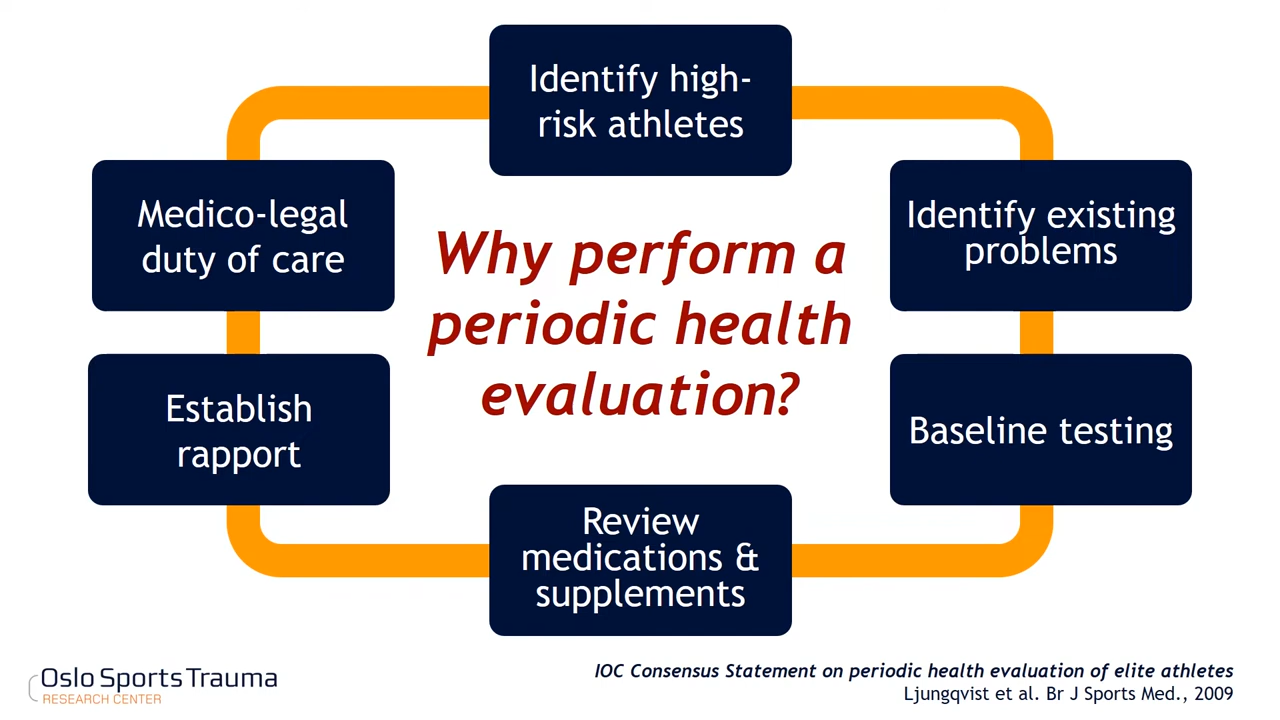 Identify high-
risk athletes
Medico-legal
duty of care
Identify existing
problems
Why perform a
periodic health
evaluation?
Establish
rapport
Baseline testing
Review
medications &
supplements
Oslo Sports Trauma
RESEARCH CENTER
IOC Consensus Statement on periodic health evaluation of elite athletes
Ljungqvist et al. Br J Sports Med., 2009